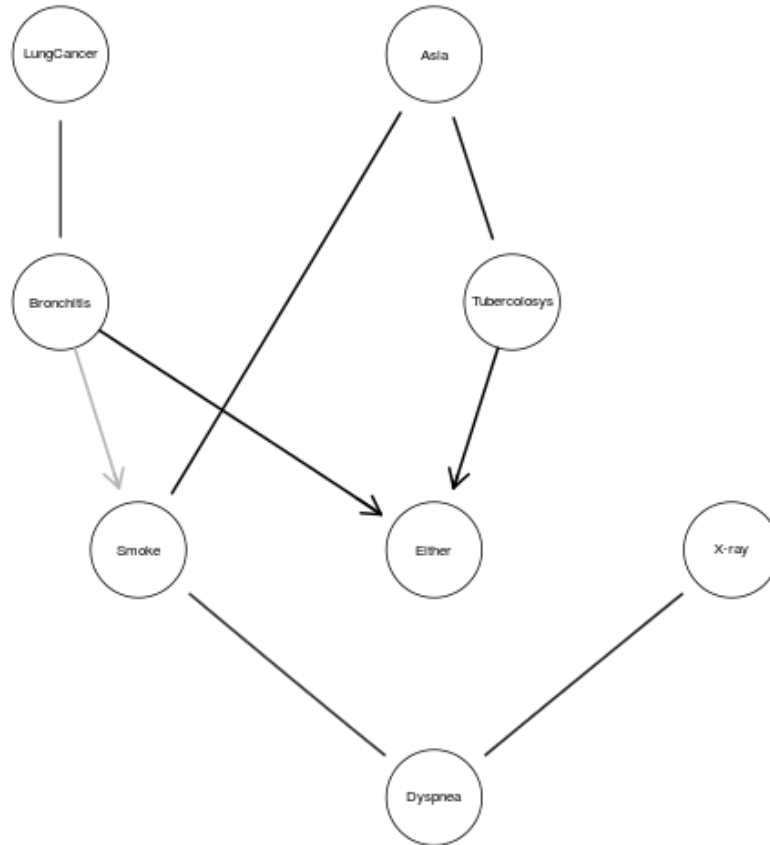 LungCancer
Asia
Bronchitis
Tubercolosys
Smoke
Either
X-ray
Dyspnea